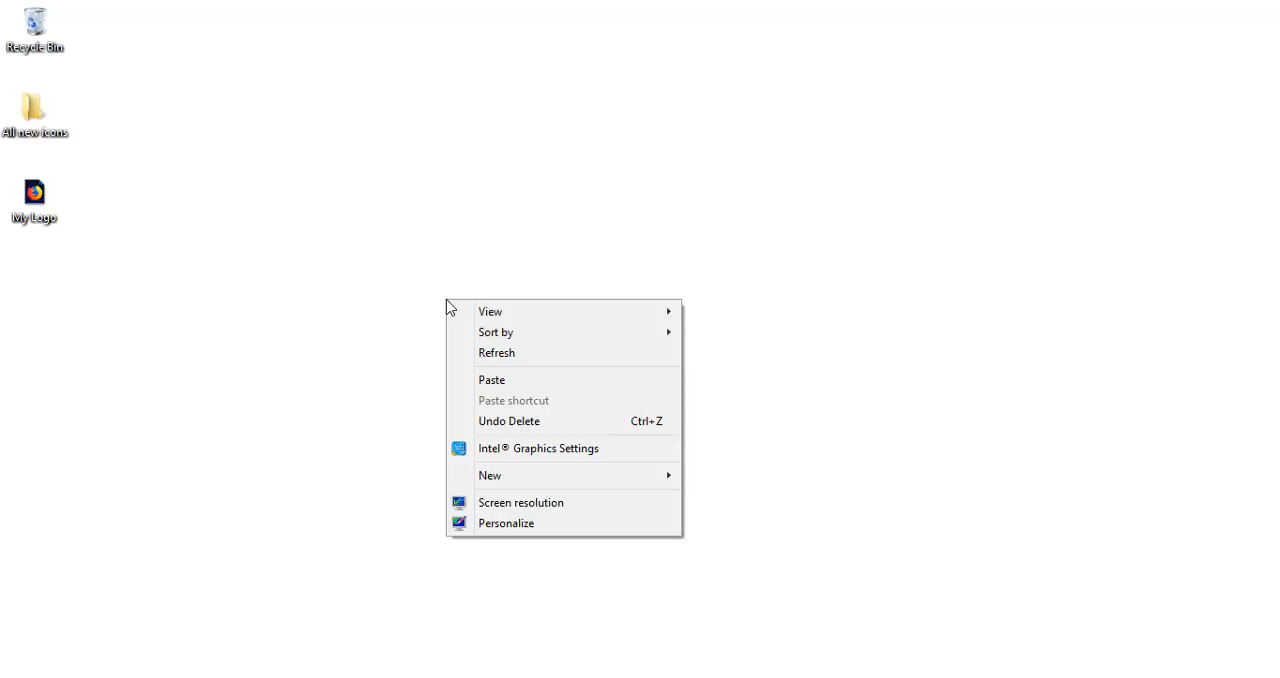 Recycle Bin
All new icons
My Logo
View
Sort by
Refresh
Paste
Paste shortcut
Undo Delete Ctrl+Z
Intel® Graphics Settings
New
Screen resolution
Personalize